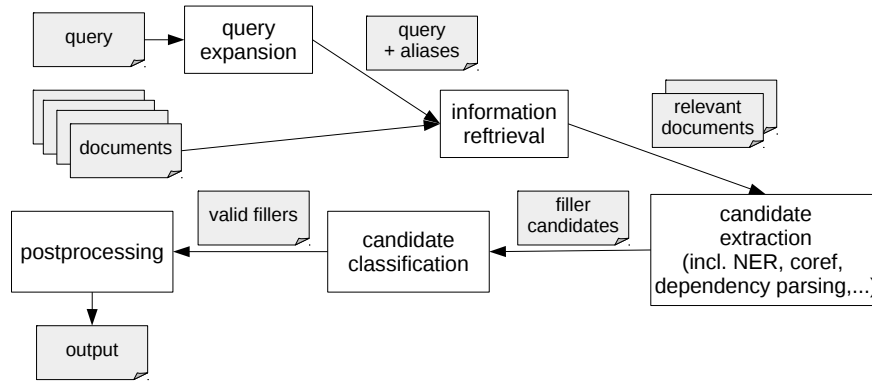 query
query
expansion
query
+ aliases
documents
information
reftrieval
relevant
documents
postprocessing
valid fillers
candidate
classification
filler
candidates
candidate
extraction
(incl. NER, coref,
dependency parsing,...)
output